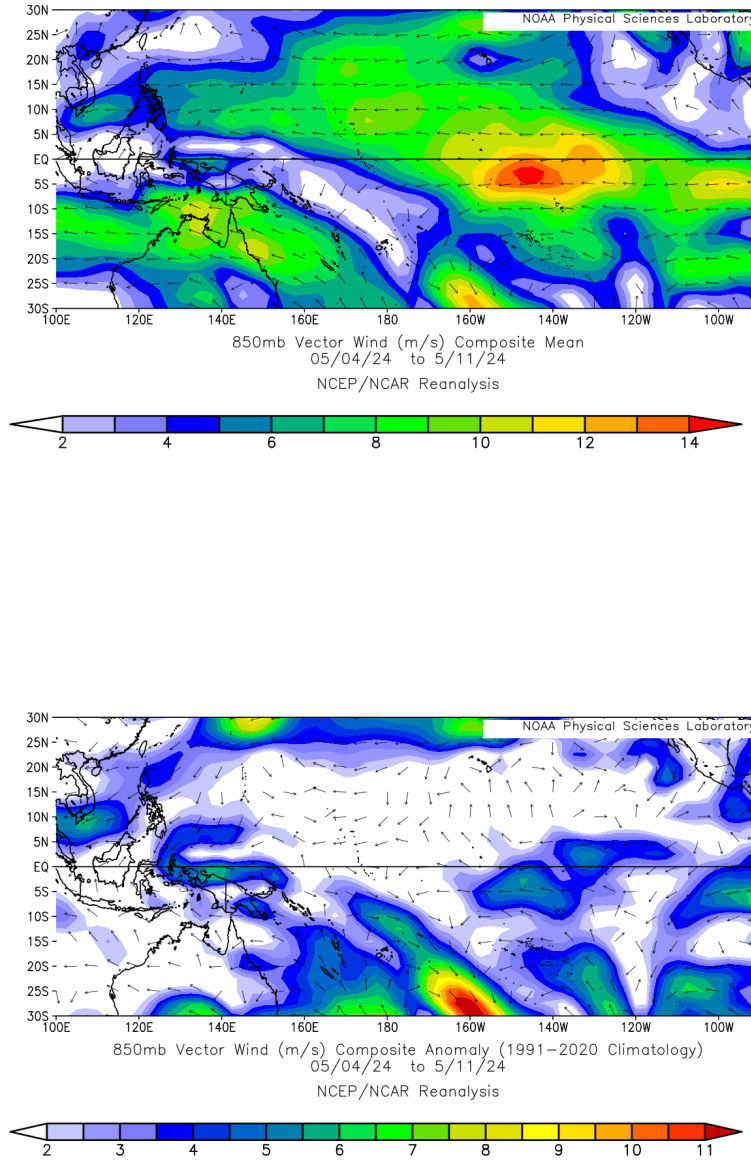 30N
NOAA Physical Sciences Laboratory
25N
20N
15N
10N
5N
EQ
5S
10S
15S
20S
25S
30S
100E 120E 140E 160E 180 160W 140W 120W 100W
850mb Vector Wind (m/s) Composite Mean
05/04/24 to 5/11/24
NCEP/NCAR Reanalysis
2 4 6 8 10 12 14
30N
NOAA Physical Sciences Laboratory
25N
20N
15N
10N
5N
EQ
5S
10S
15S
20S
25S
30S
100E 120E 140E 160E 180 160W 140W 120W 100W
850mb Vector Wind (m/s) Composite Anomaly (1991-2020 Climatology)
05/04/24 to 5/11/24
NCEP/NCAR Reanalysis
2 3 4 5 6 7 8 9 10 11